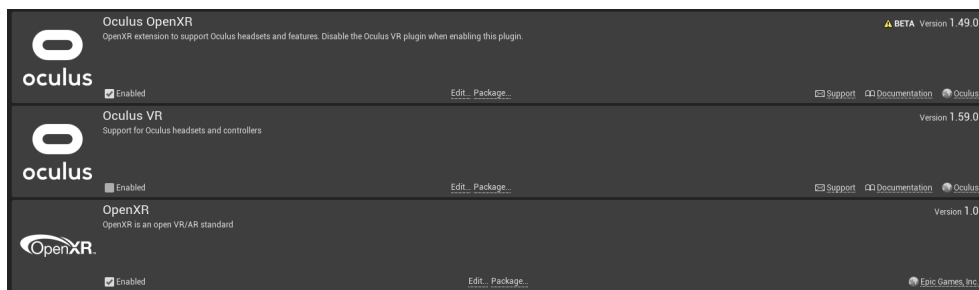 Oculus OpenXR
BETA Version 1.49.0
OpenXR extension to support Oculus headsets and features. Disable the Oculus VR plugin when enabling this plugin.
oculus
Enabled
Edit... Package...
Support Documentation Oculus
Oculus VR
Version 1.59.0
Support for Oculus headsets and controllers
oculus
Enabled
Edit... Package...
Support Documentation Oculus
OpenXR
Version 1.0
OpenXR is an open VR/AR standard
OpenXR.
Enabled
Edit... Package...
Epic Games, Inc.